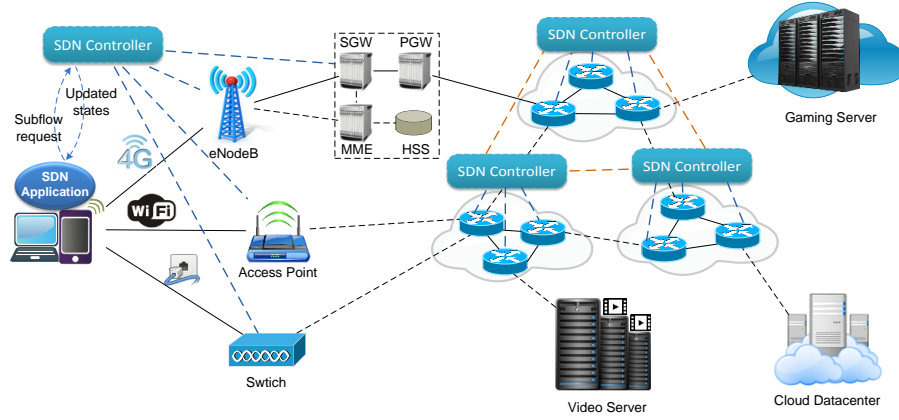 SDN Controller
SGW
PGW
SDN Controller
Updated
states
Subflow
request
4G
eNodeB
MME
HSS
Gaming Server
SDN
Application
WiFi
SDN Controller
SDN Controller
Access Point
Swtich
Video Server
Cloud Datacenter